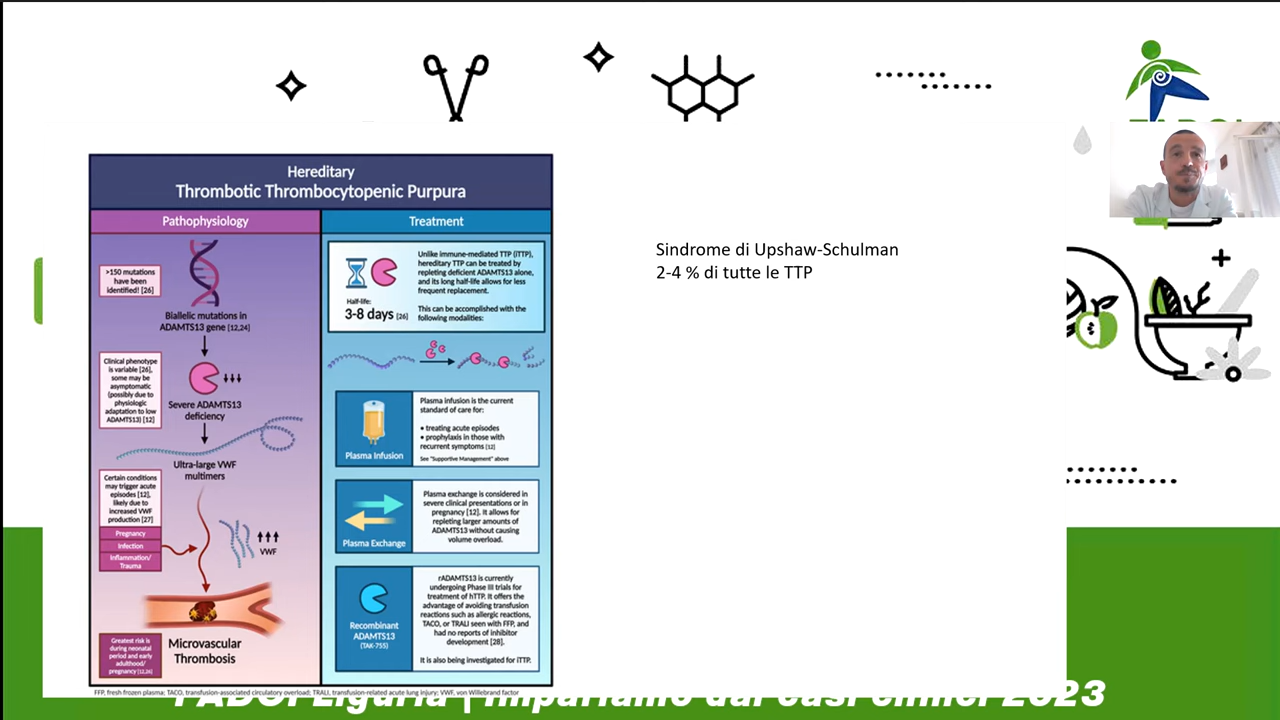 Hereditary
Thrombotic Thrombocytopenic Purpura
Pathophysiology
>150 mutations
have been
identified! [26]
Biallelic mutations in
ADAMTS13 gene [12,24]
Clinical phenotype
is variable [26],
some may be
asymptomatic
(possibly due to
physiologic
adaptation to low
ADAMTS13) [12]
Severe ADAMTS13
deficiency
Ultra-large VWF
multimers
Certain conditions
may trigger acute
episodes [12],
likely due to
increased VWF
production [27]
Pregnancy
Infection
Inflammation/
Trauma
VWF
Greatest risk is
during neonatal
period and early
adulthood/
pregnancy [12,26]
Microvascular
Thrombosis
Treatment
Half-life:
3-8 days [26]
Unlike immune-mediated TTP (iTTP),
hereditary TTP can be treated by
repleting deficient ADAMTS13 alone,
and its long half-life allows for less
frequent replacement.
This can be accomplished with the
following modalities:
Plasma Infusion
Plasma infusion is the current
standard of care for:
• treating acute episodes
• prophylaxis in those with
recurrent symptoms [12]
See "Supportive Management" above
Plasma Exchange
Plasma exchange is considered in
severe clinical presentations or in
pregnancy [12]. It allows for
repleting larger amounts of
ADAMTS13 without causing
volume overload.
Recombinant
ADAMTS13
(TAK-755)
rADAMTS13 is currently
undergoing Phase III trials for
treatment of hTTP. It offers the
advantage of avoiding transfusion
reactions such as allergic reactions,
TACO, or TRALI seen with FFP, and
had no reports of inhibitor
development [28].
It is also being investigated for iTTP.
FFP, fresh frozen plasma; TACO, transfusion-associated circulatory overload; TRALI, transfusion-related acute lung injury; VWF, von Willebrand factor
Sindrome di Upshaw-Schulman
2-4 % di tutte le TTP
FADOI Liguria | Impariamo dai casi clinici 2023